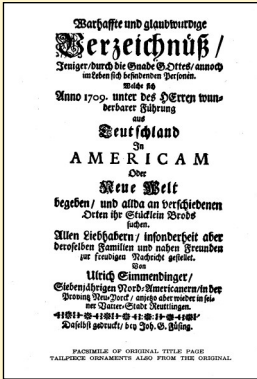 Warhaffte und glaudwurdige
Verzeichnüß /
Jeniger / durch die Gnade GOttes / annoch
im Leben sich befindenden Personen.
Welche sich
Anno 1709. unter des HErren wun-
derbarer Führung
aus
Teutschland
In
AMERICAM
Oder
Neue Welt
begeben / und allda an verschiedenen
Orten ihr Stücklein Brods
suchen.
Allen Liebhabern / insonderheit aber
deroselben Familien und nahen Freunden
zur freudigen Nachricht gestellet.
Von
Ulrich Simmendinger /
Siebenjährigen Nord-Americanern / in der
Provintz Neu-Yorck / anjetzo aber wieder in sei-
ner Vatter-Stadt Reuttlingen.
Daselbst gedruckt / bey Joh. G. Füsing.
FACSIMILE OF ORIGINAL TITLE PAGE
TAILPIECE ORNAMENTS ALSO FROM THE ORIGINAL